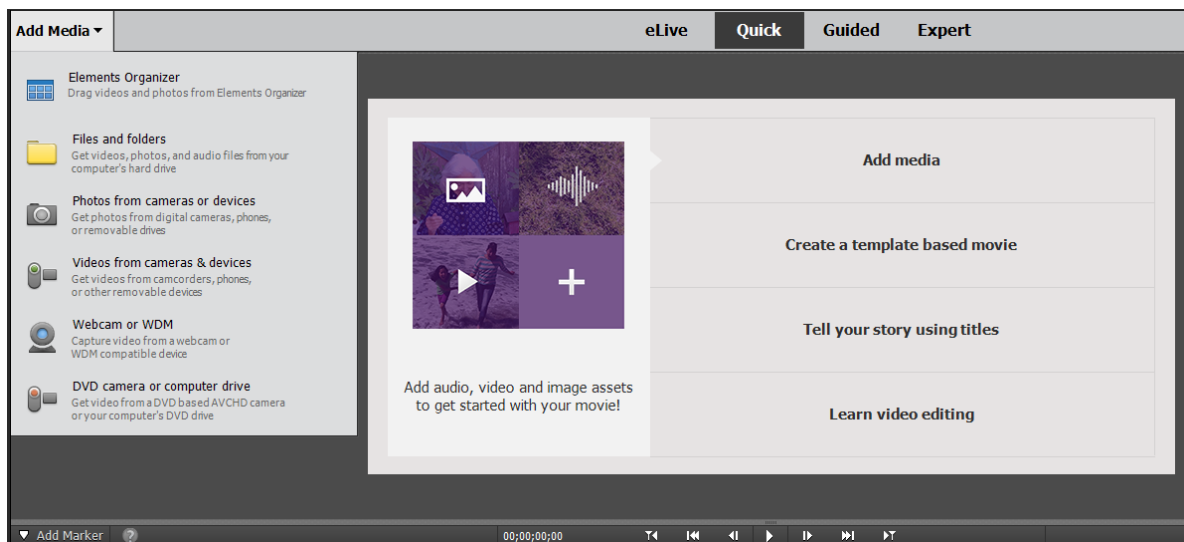 Add Media
eLive
Quick
Guided
Expert
Elements Organizer
Drag videos and photos from Elements Organizer
Files and folders
Get videos, photos, and audio files from your
computer's hard drive
Photos from cameras or devices
Get photos from digital cameras, phones,
or removable drives
Videos from cameras & devices
Get videos from camcorders, phones,
or other removable devices
Webcam or WDM
Capture video from a webcam or
WDM compatible device
DVD camera or computer drive
Get video from a DVD based AVCHD camera
or your computer's DVD drive
Add audio, video and image assets
to get started with your movie!
Add media
Create a template based movie
Tell your story using titles
Learn video editing
Add Marker
?
00;00;00;00